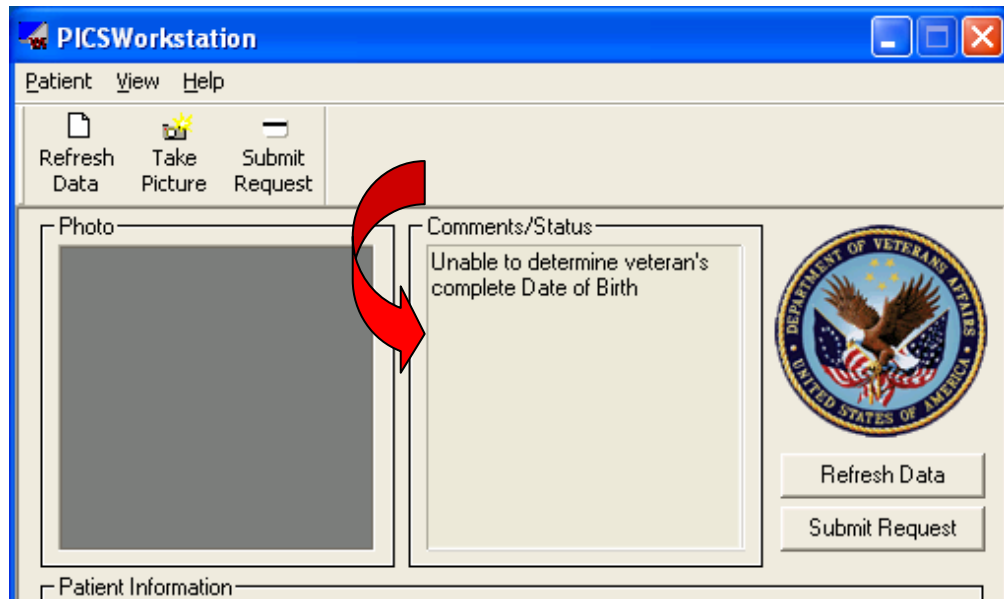 PICSWorkstation
Patient View Help
Refresh Data
Take Picture
Submit Request
Photo
Comments/Status
Unable to determine veteran's
complete Date of Birth
DEPARTMENT OF VETERANS AFFAIRS
UNITED STATES OF AMERICA
Refresh Data
Submit Request
Patient Information